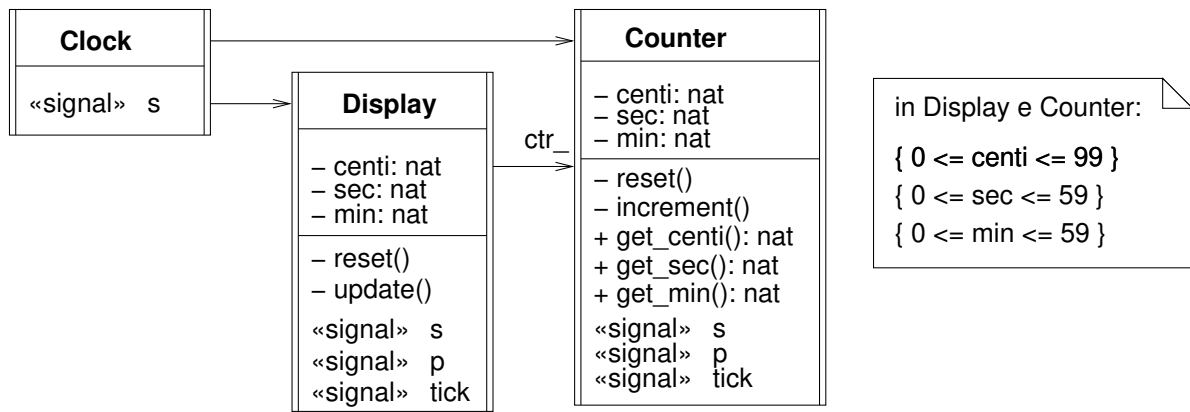 Clock
«signal» s
Display
– centi: nat
– sec: nat
– min: nat
– reset()
– update()
«signal» s
«signal» p
«signal» tick
ctr_
Counter
– centi: nat
– sec: nat
– min: nat
– reset()
– increment()
+ get_centi(): nat
+ get_sec(): nat
+ get_min(): nat
«signal» s
«signal» p
«signal» tick
in Display e Counter:
{ 0 <= centi <= 99 }
{ 0 <= sec <= 59 }
{ 0 <= min <= 59 }